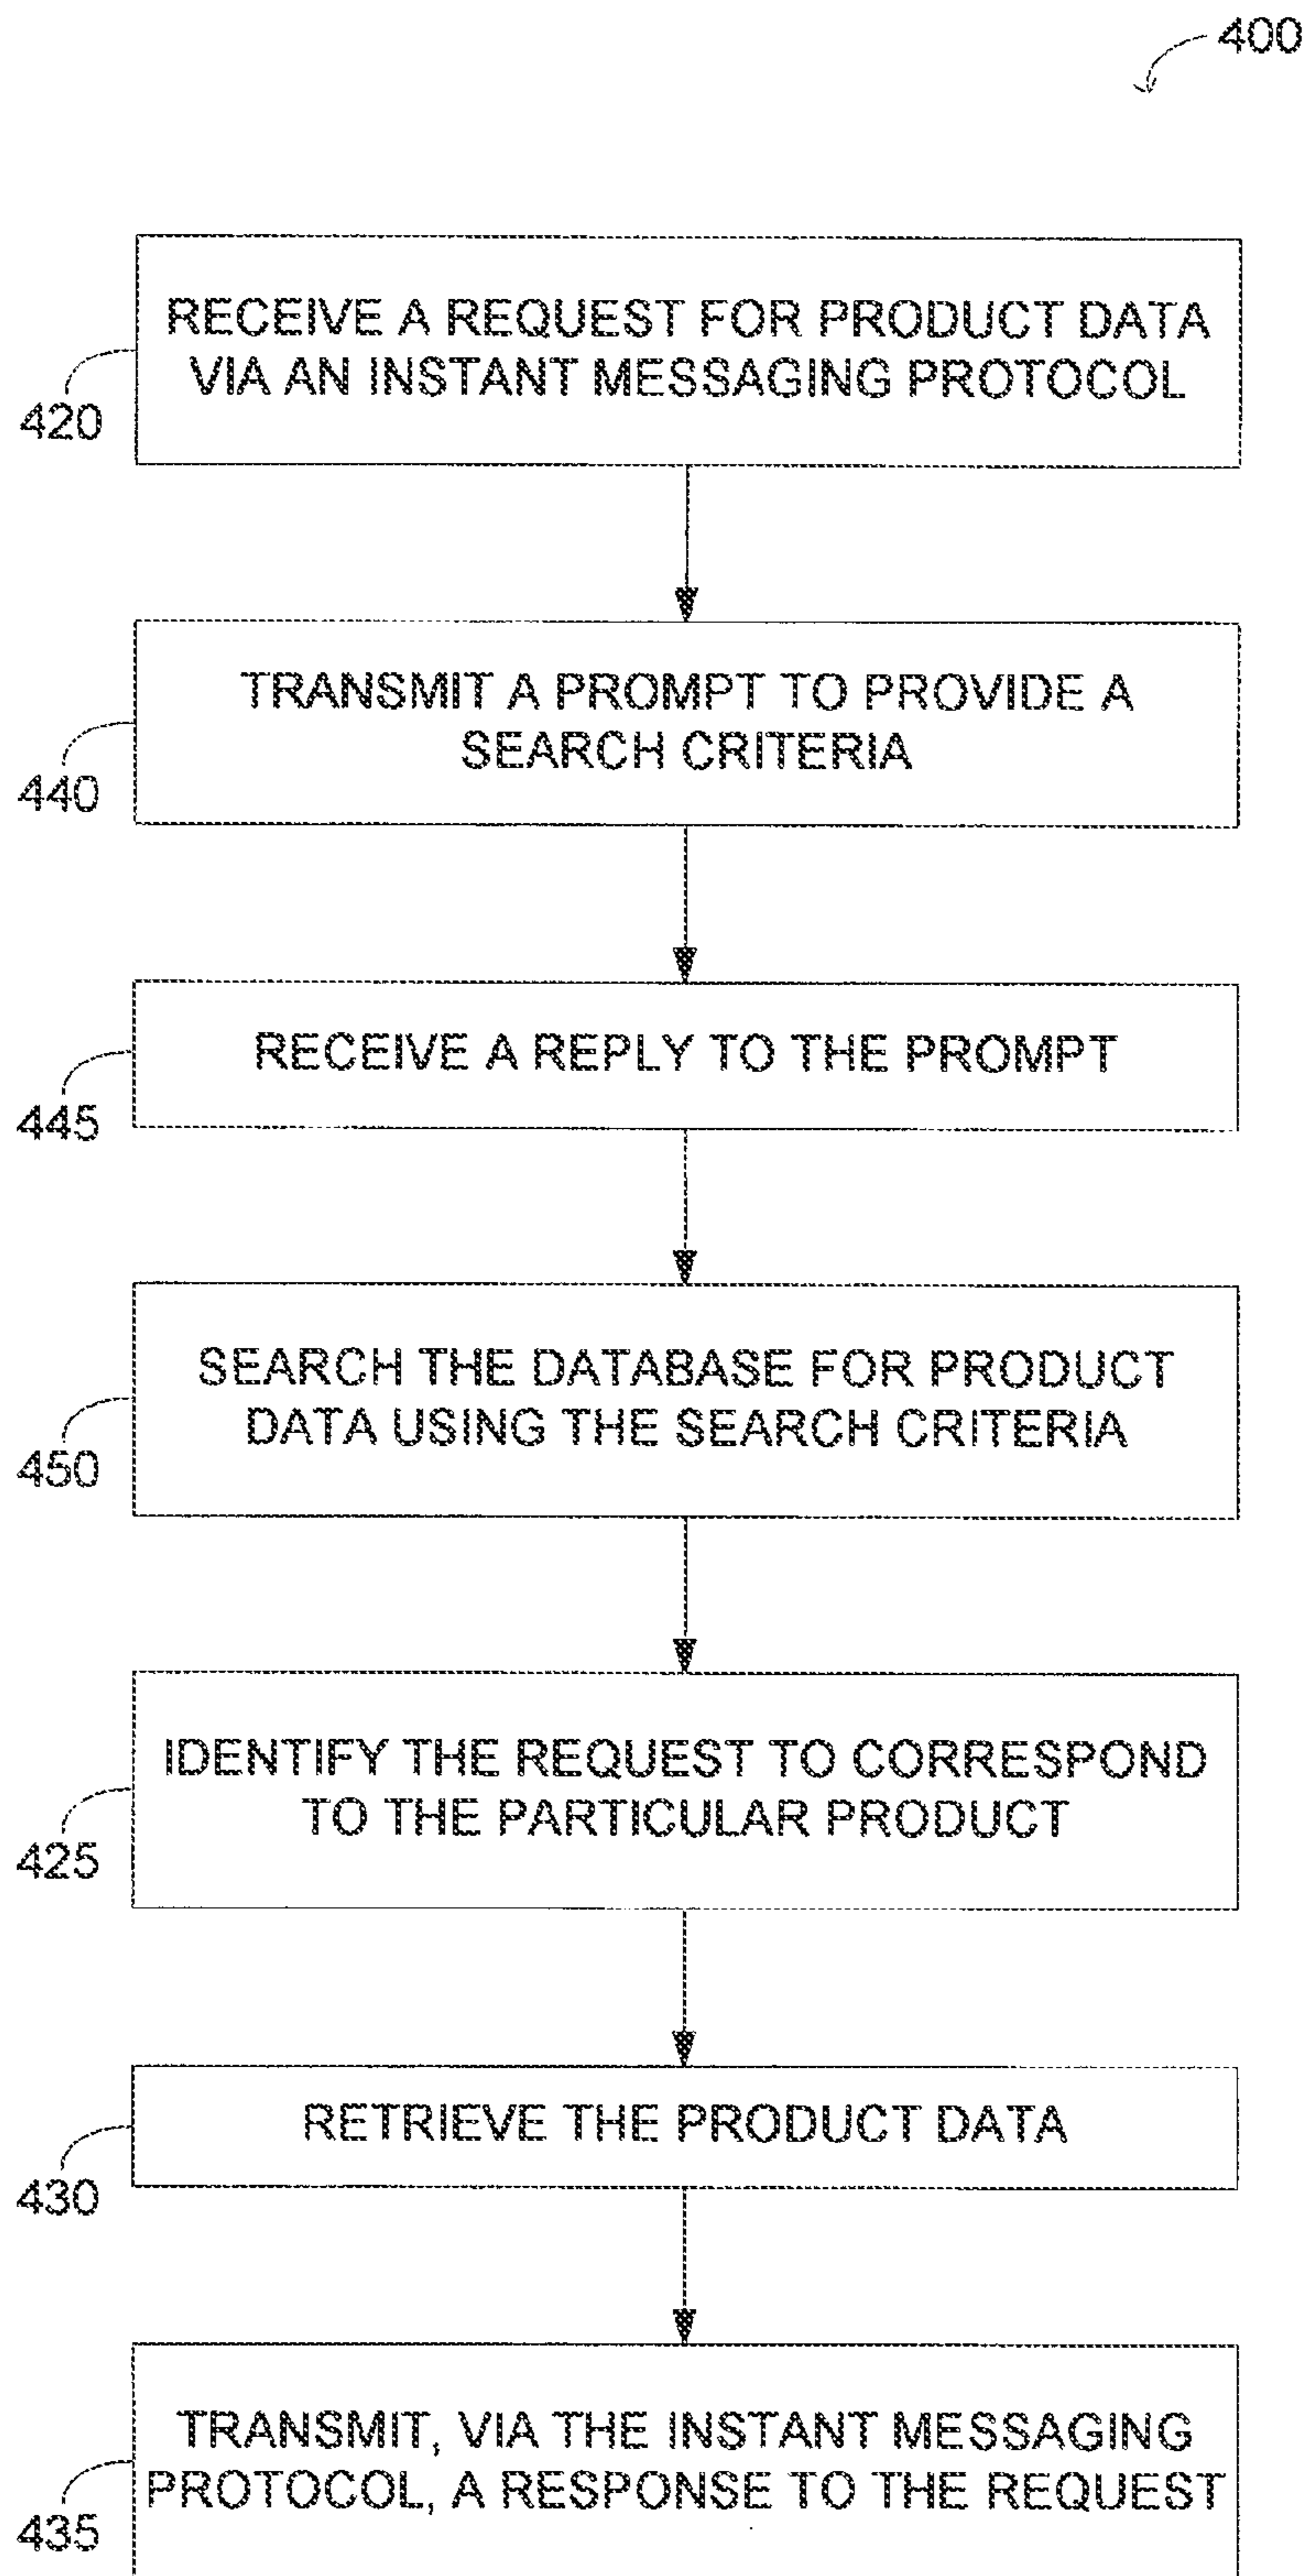 400
RECEIVE A REQUEST FOR PRODUCT DATA
VIA AN INSTANT MESSAGING PROTOCOL
420
TRANSMIT A PROMPT TO PROVIDE A
SEARCH CRITERIA
440
RECEIVE A REPLY TO THE PROMPT
445
SEARCH THE DATABASE FOR PRODUCT
DATA USING THE SEARCH CRITERIA
450
IDENTIFY THE REQUEST TO CORRESPOND
TO THE PARTICULAR PRODUCT
425
RETRIEVE THE PRODUCT DATA
430
TRANSMIT, VIA THE INSTANT MESSAGING
PROTOCOL, A RESPONSE TO THE REQUEST
435